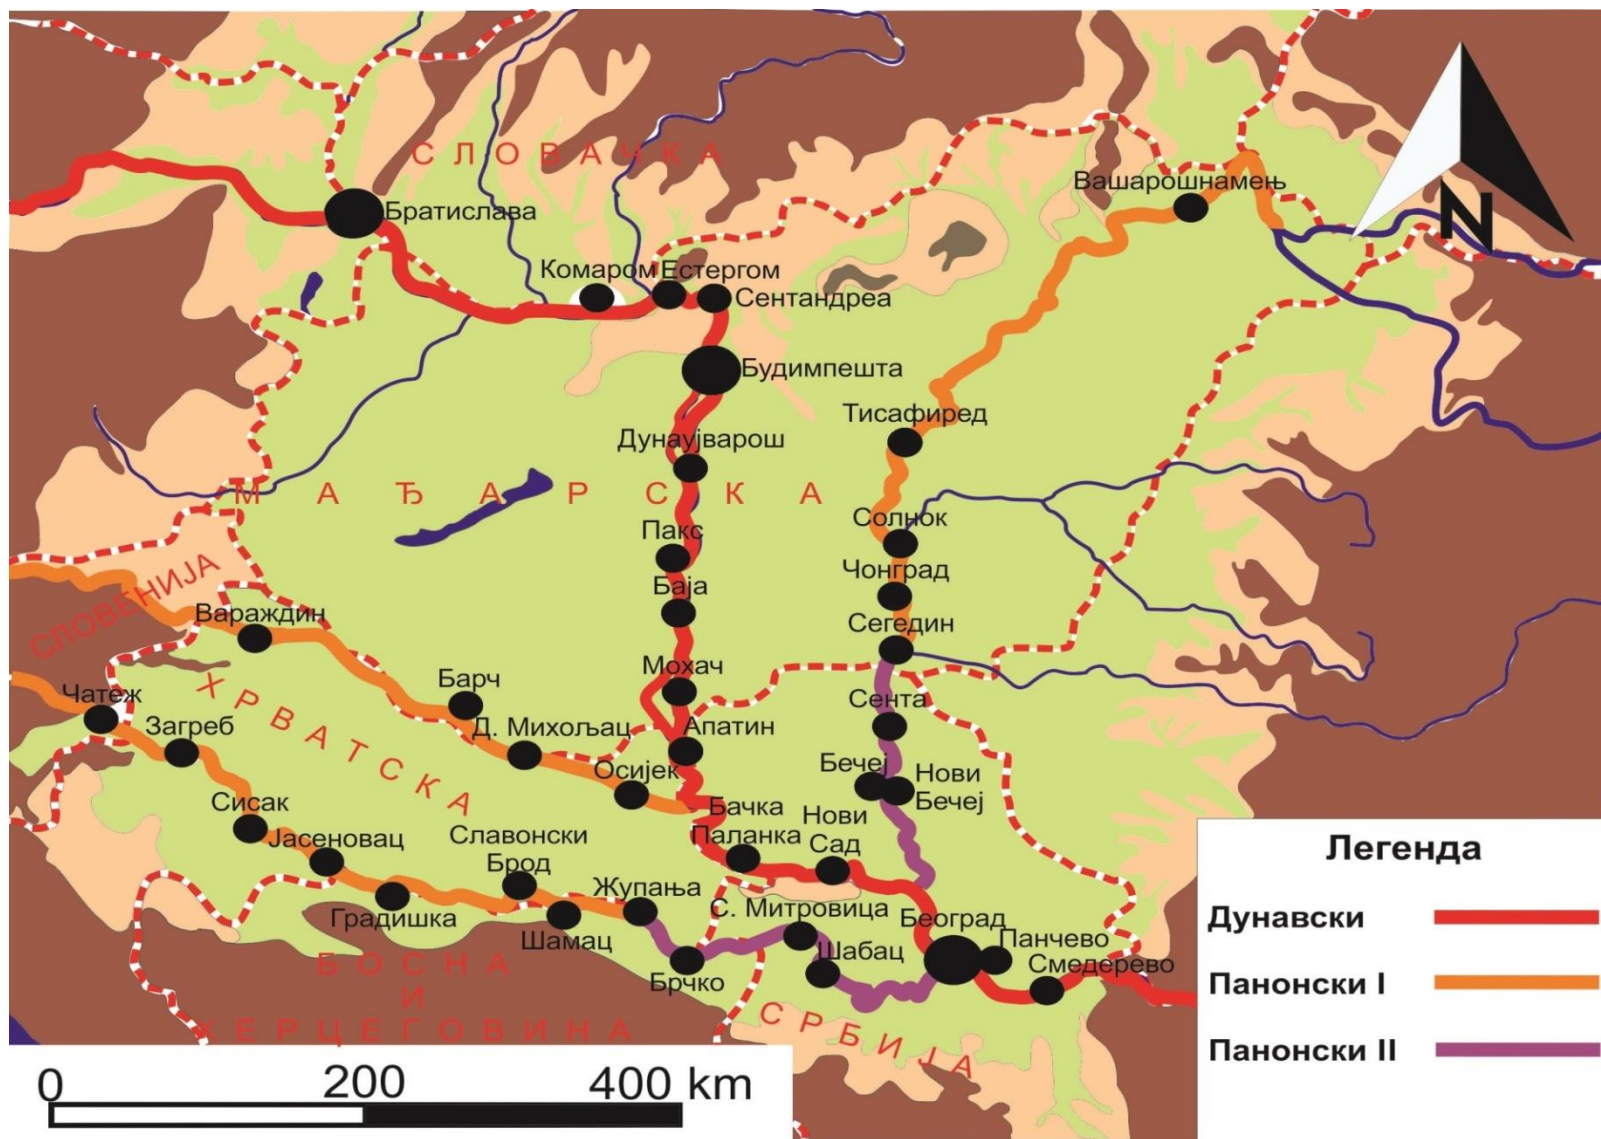 СЛОВАЧКА
Вашарошнамењ
N
Братислава
Комаром
Естергом
Сентандреа
Будимпешта
Тисафиред
Дунаујварош
МАЂАРСКА
Солнок
Пакс
Чонград
Баја
СЛОВЕНИЈА
Вараждин
Сегедин
Мохач
Барч
Чатеж
ХРВАТСКА
Сента
Загреб
Д. Михољац
Апатин
Осијек
Бечеј
Нови
Бечеј
Сисак
Бачка
Паланка
Нови
Сад
Јасеновац
Славонски
Брод
Жупања
Градишка
С. Митровица
Београд
Шамац
Панчево
Шабац
Смедерево
Брчко
БОСНА
И
ХЕРЦЕГОВИНА
СРБИЈА
Легенда
Дунавски
Панонски I
Панонски II
0 200 400 km